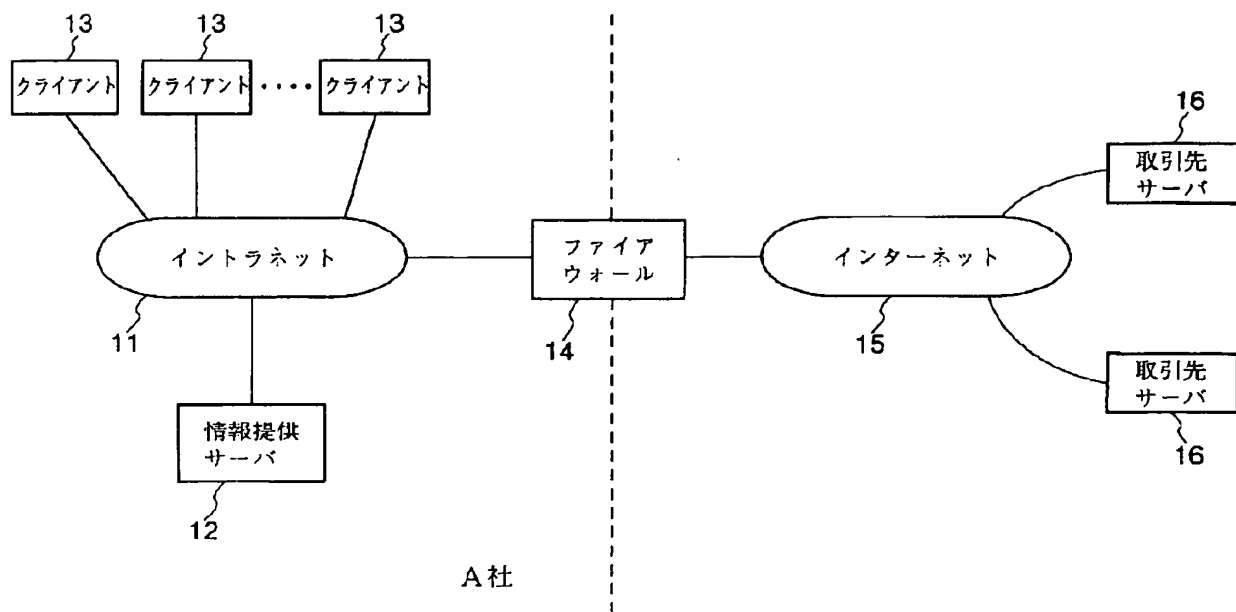 13 13 13
クライアント クライアント ‥‥ クライアント
16
取引先
サーバ
イントラネット
ファイア
ウォール
インターネット
11
14
15
取引先
サーバ
16
情報提供
サーバ
12
A社